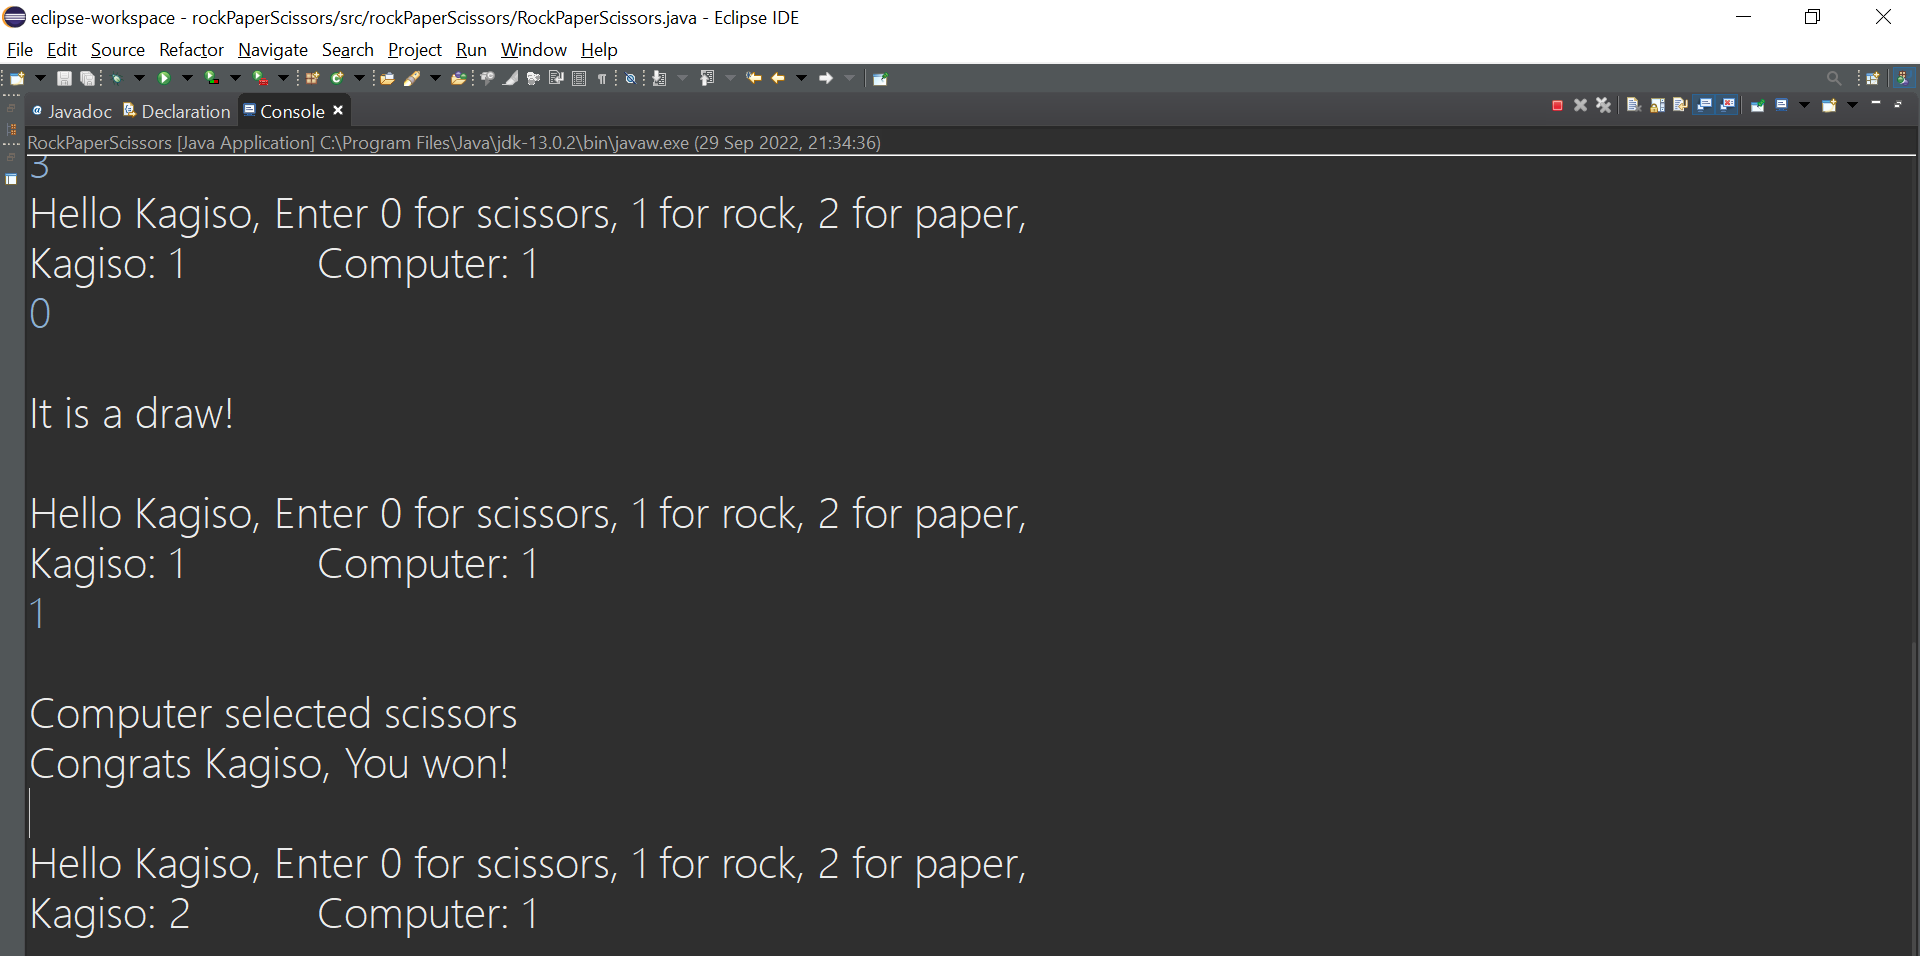 eclipse-workspace - rockPaperScissors/src/rockPaperScissors/RockPaperScissors.java - Eclipse IDE
File Edit Source Refactor Navigate Search Project Run Window Help
Javadoc Declaration Console
RockPaperScissors [Java Application] C:\Program Files\Java\jdk-13.0.2\bin\javaw.exe (29 Sep 2022, 21:34:36)
3
Hello Kagiso, Enter 0 for scissors, 1 for rock, 2 for paper,
Kagiso: 1 Computer: 1
0
It is a draw!
Hello Kagiso, Enter 0 for scissors, 1 for rock, 2 for paper,
Kagiso: 1 Computer: 1
1
Computer selected scissors
Congrats Kagiso, You won!
Hello Kagiso, Enter 0 for scissors, 1 for rock, 2 for paper,
Kagiso: 2 Computer: 1